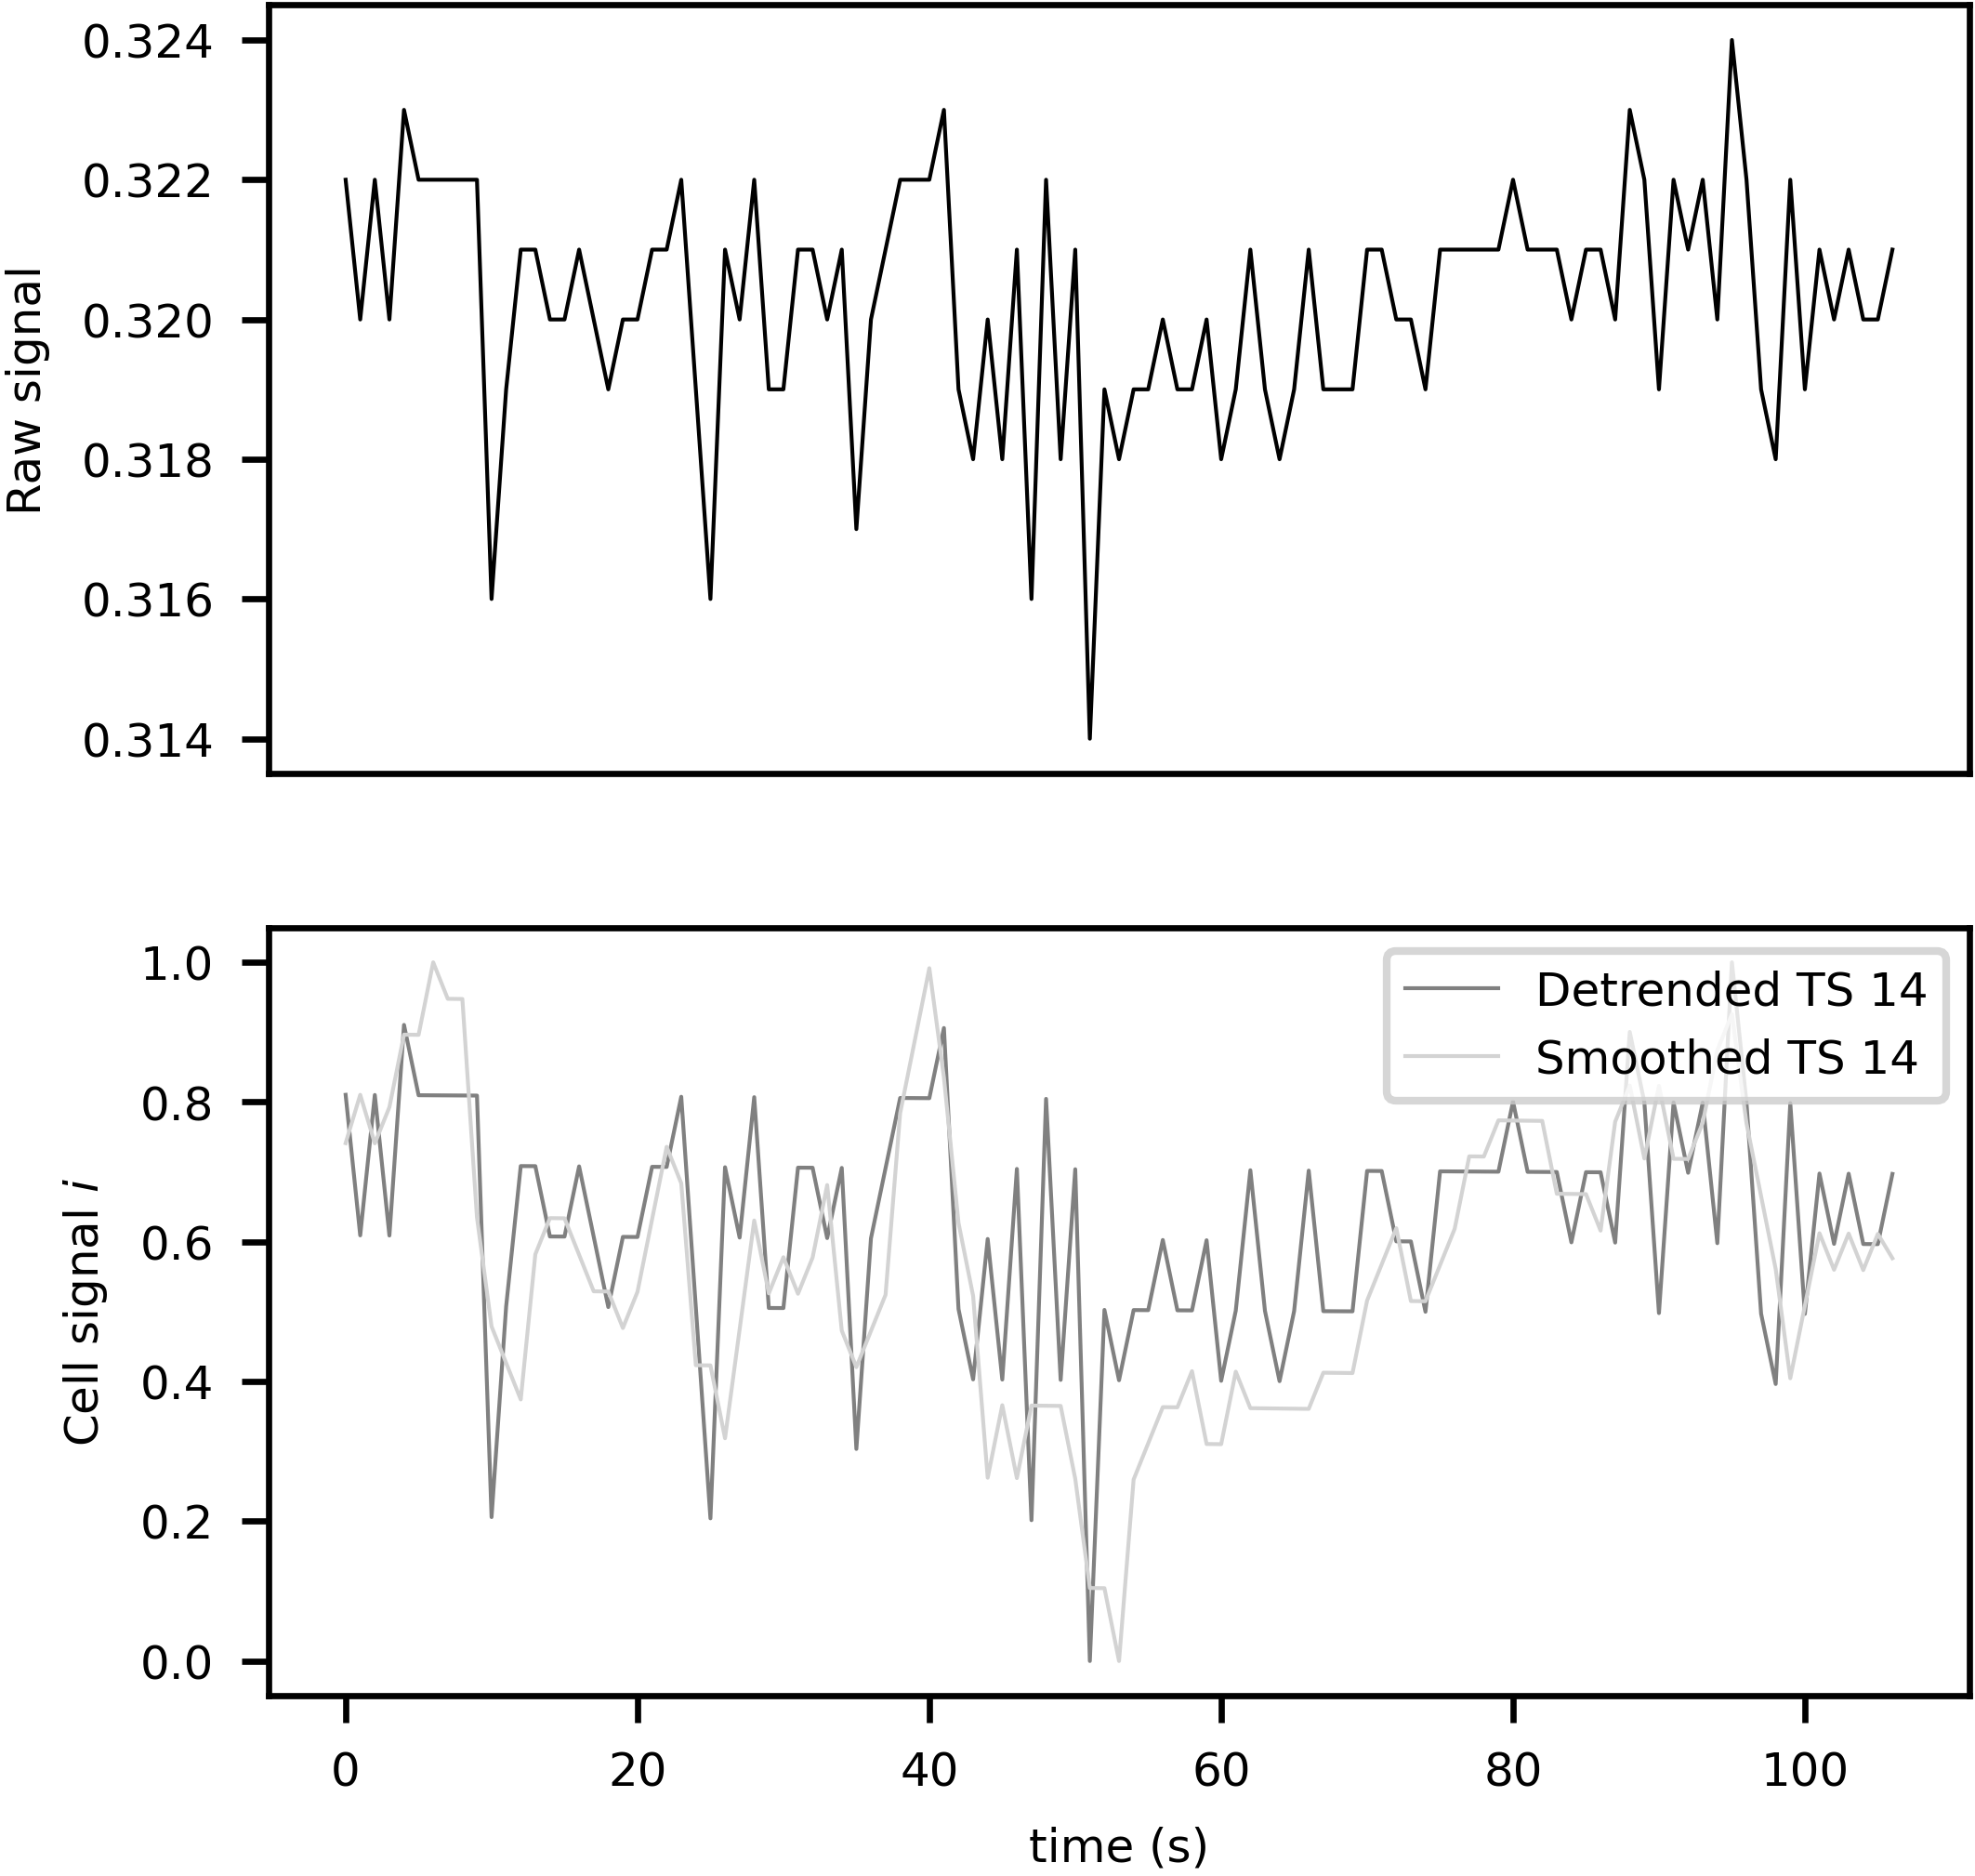 0.324
0.322
0.320
0.318
0.316
0.314
Raw signal
1.0
0.8
0.6
0.4
0.2
0.0
Cell signal i
Detrended TS 14
Smoothed TS 14
0 20 40 60 80 100
time (s)